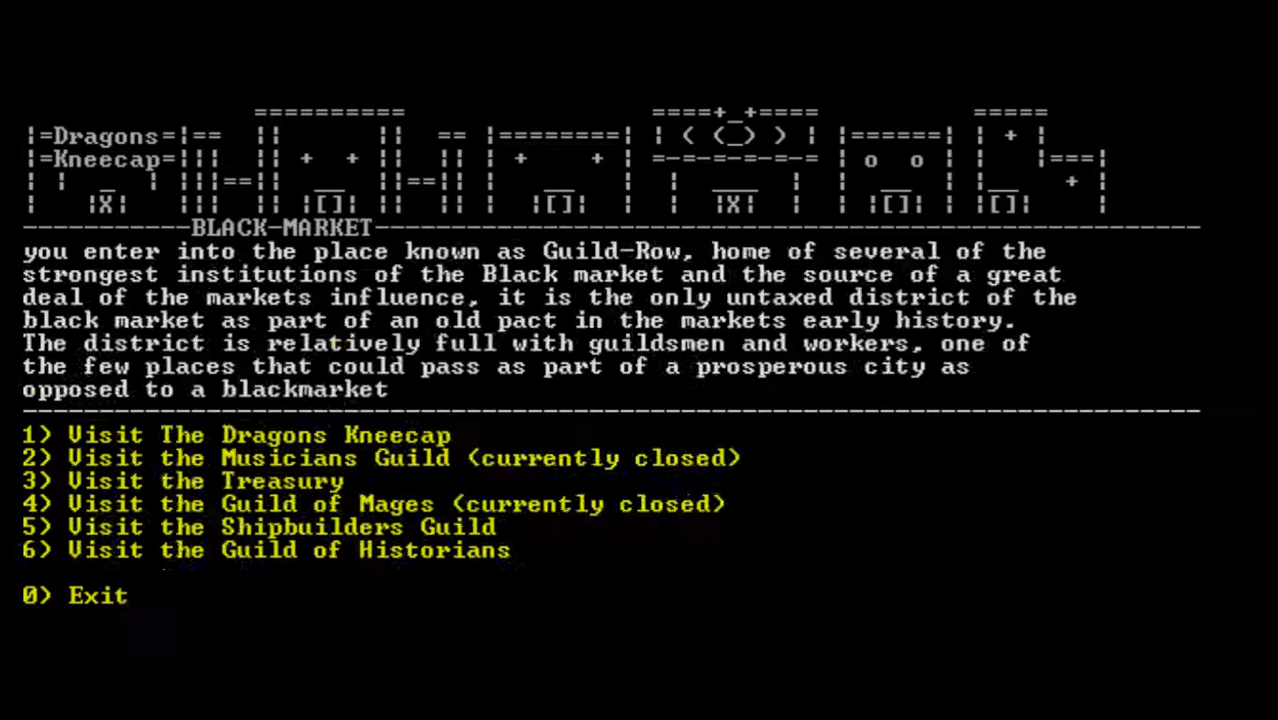 ==========                                ====+_+====          =====
|=Dragons=|==  ||      ||  == |========| | ( (_) ) | |======| | + |
|=Kneecap=|||  || +  + ||  || | +    + | =-=-=-=-=-= | o  o | |   |===|
| |  _  | |||==||  __  ||==|| |   __   |  |  ___  |  |  __  | |__   + |
|   |X|   |||  ||  []| ||  || |  |[]|  |  |  |X|  |  | |[]| | |[]|    |
-----------BLACK-MARKET------------------------------------------------------
you enter into the place known as Guild-Row, home of several of the
strongest institutions of the Black market and the source of a great
deal of the markets influence, it is the only untaxed district of the
black market as part of an old pact in the markets early history.
The district is relatively full with guildsmen and workers, one of
the few places that could pass as part of a prosperous city as
opposed to a blackmarket
-----------------------------------------------------------------------------
1) Visit The Dragons Kneecap
2) Visit the Musicians Guild (currently closed)
3) Visit the Treasury
4) Visit the Guild of Mages (currently closed)
5) Visit the Shipbuilders Guild
6) Visit the Guild of Historians
0) Exit